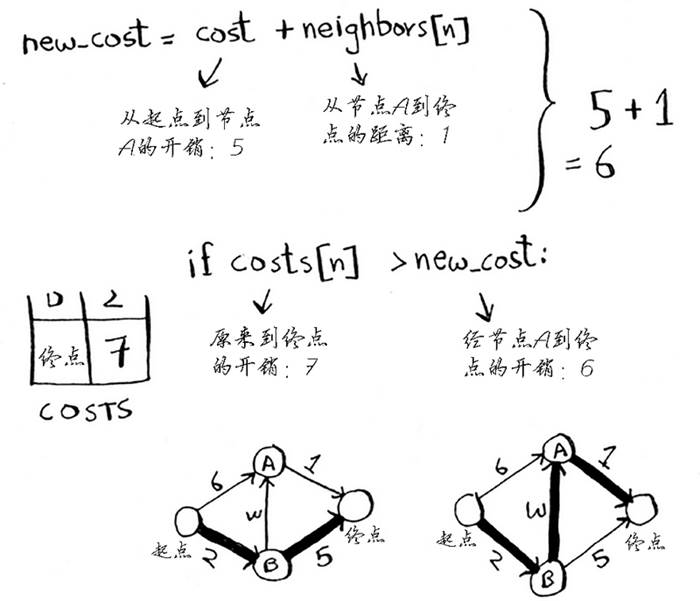 new_cost = cost + neighbors[n]
从起点到节点
A的开销：5
从节点A到终
点的距离：1
5+1
=6
if costs[n] >new_cost:
D 2
终点 7
COSTS
原来到终点
的开销：7
经节点A到终
点的开销：6
6 A 1
3
起点 2 B 5 终点
6 A 1
3
起点 2 B 5 终点